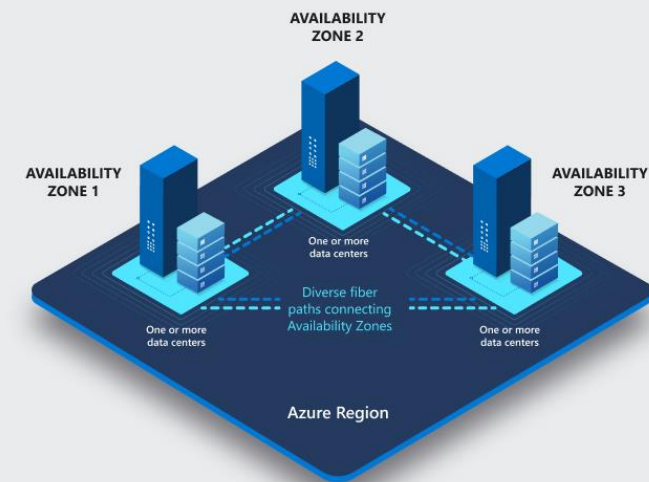 AVAILABILITY
ZONE 2
AVAILABILITY
ZONE 1
AVAILABILITY
ZONE 3
One or more
data centers
Diverse fiber
paths connecting
Availability Zones
One or more
data centers
One or more
data centers
Azure Region